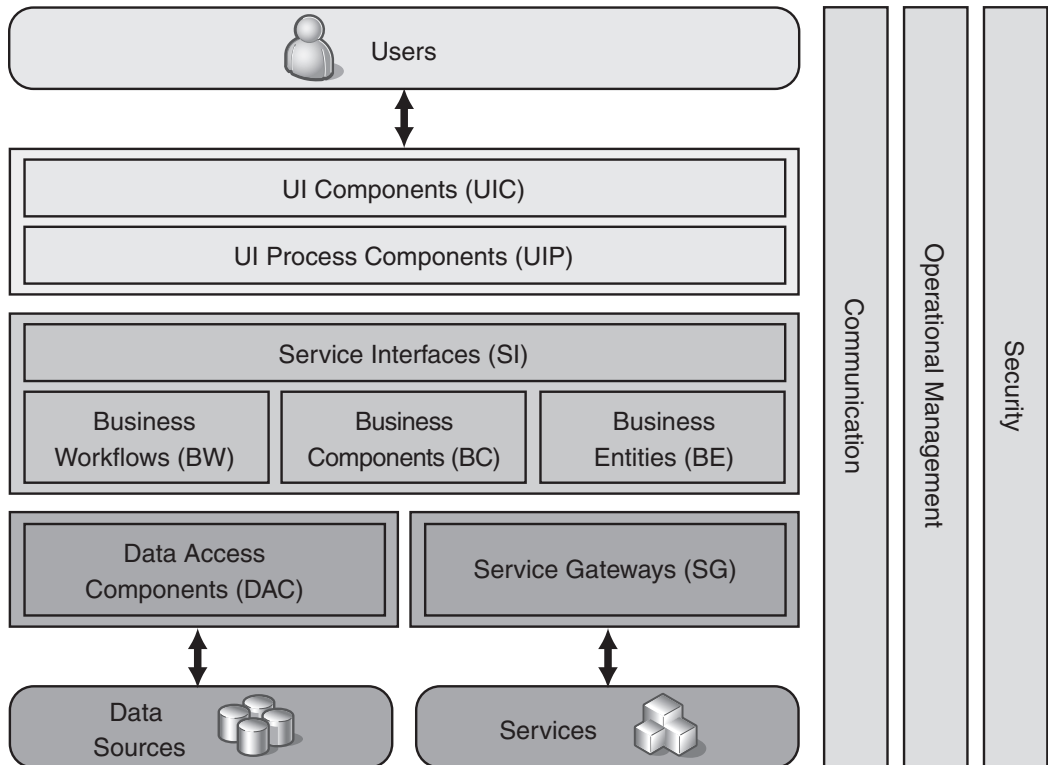 Users
UI Components (UIC)
UI Process Components (UIP)
Service Interfaces (SI)
Business
Workflows (BW)
Business
Components (BC)
Business
Entities (BE)
Data Access
Components (DAC)
Service Gateways (SG)
Data
Sources
Services
Communication
Operational Management
Security